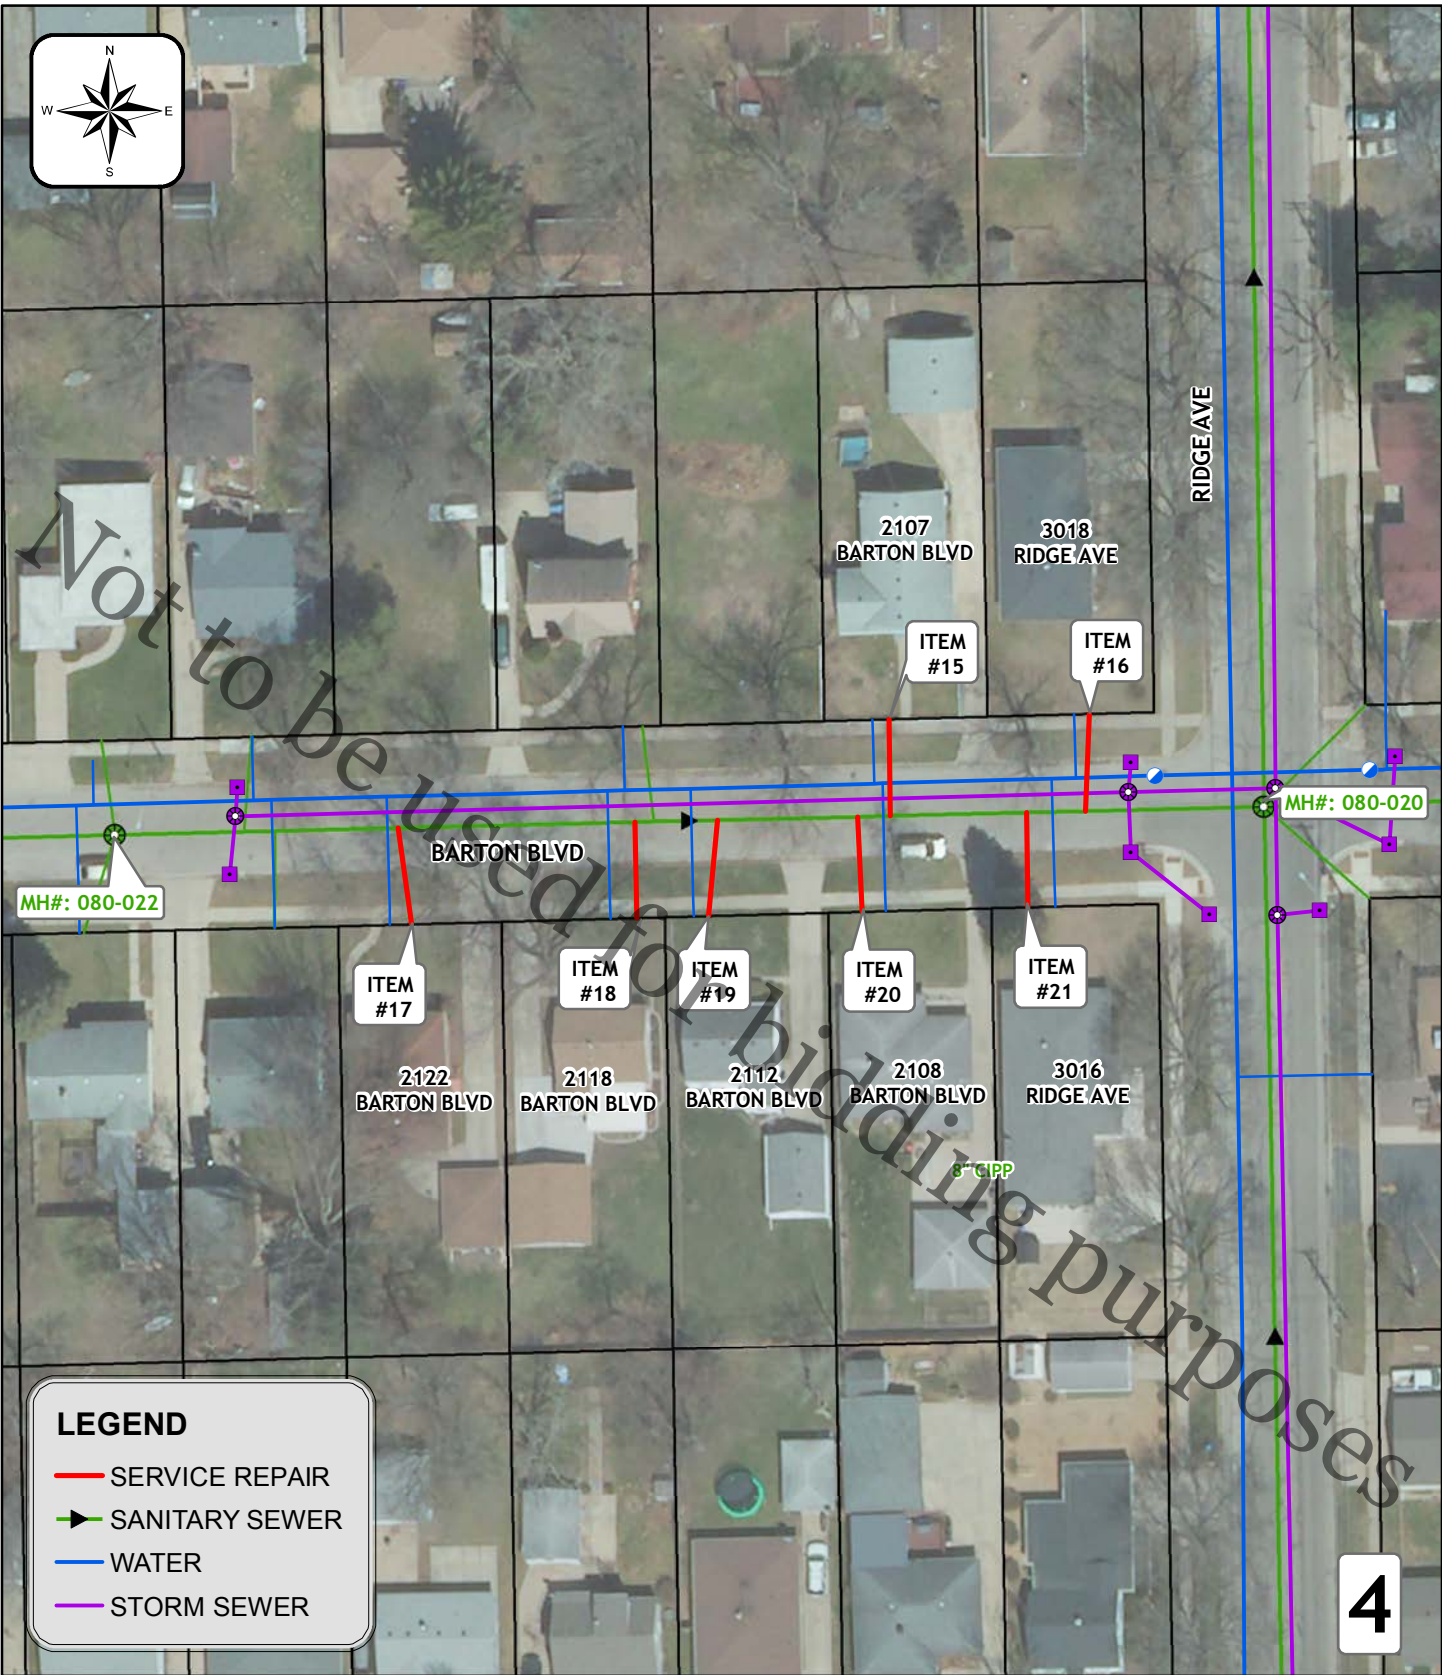 N
W E
S
RIDGE AVE
2107
BARTON BLVD
3018
RIDGE AVE
ITEM
#15
ITEM
#16
MH#: 080-020
BARTON BLVD
MH#: 080-022
ITEM
#17
ITEM
#18
ITEM
#19
ITEM
#20
ITEM
#21
2122
BARTON BLVD
2118
BARTON BLVD
2112
BARTON BLVD
2108
BARTON BLVD
3016
RIDGE AVE
8" CIPP
Not to be used for bidding purposes
LEGEND
SERVICE REPAIR
SANITARY SEWER
WATER
STORM SEWER
4